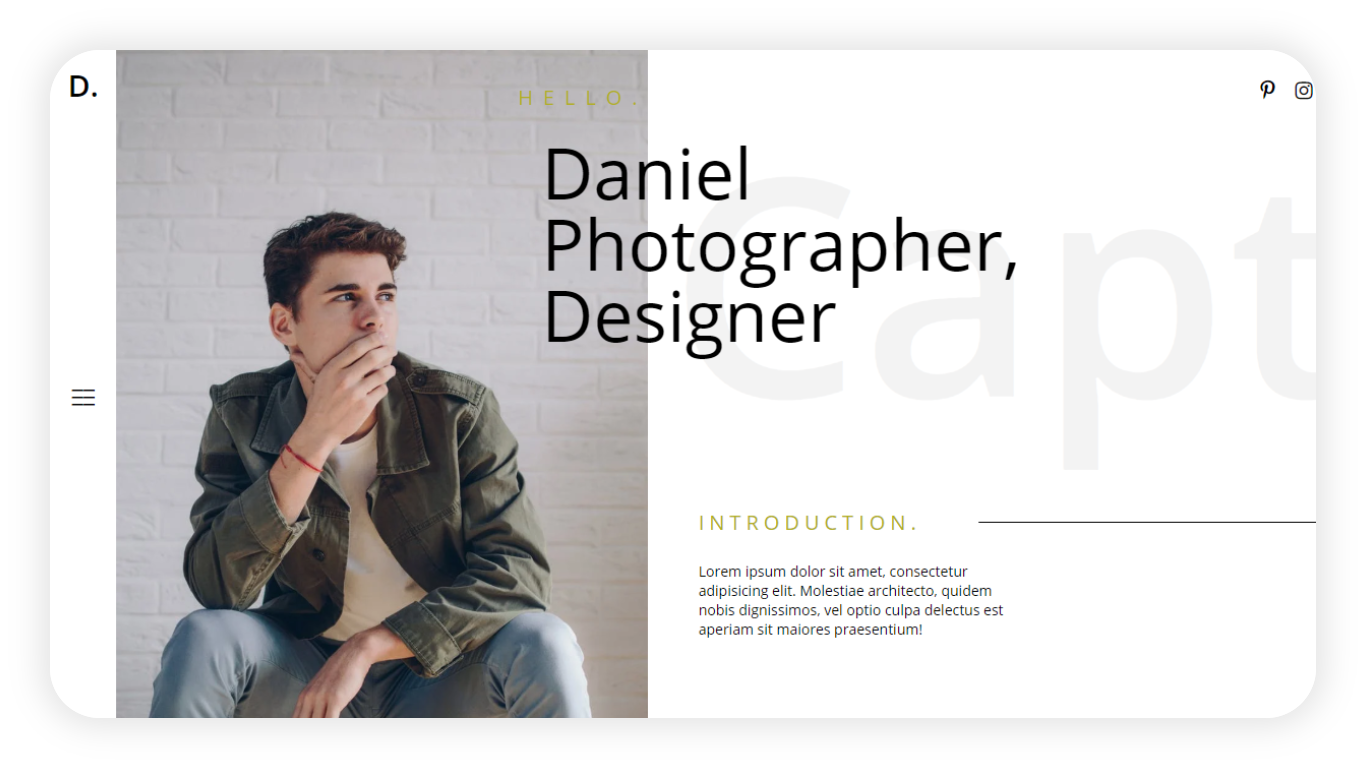 D.
HELLO.
Daniel
Photographer,
Designer
Capt
INTRODUCTION.
Lorem ipsum dolor sit amet, consectetur
adipisicing elit. Molestiae architecto, quidem
nobis dignissimos, vel optio culpa delectus est
aperiam sit maiores praesentium!